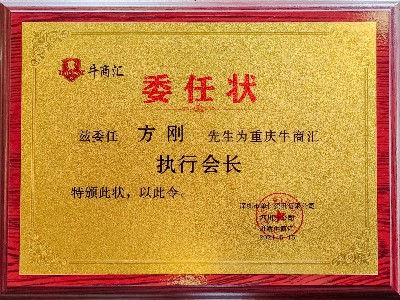 牛商汇
委任状
兹委任 方刚 先生为重庆牛商汇
执行会长
特颁此状，以此令。